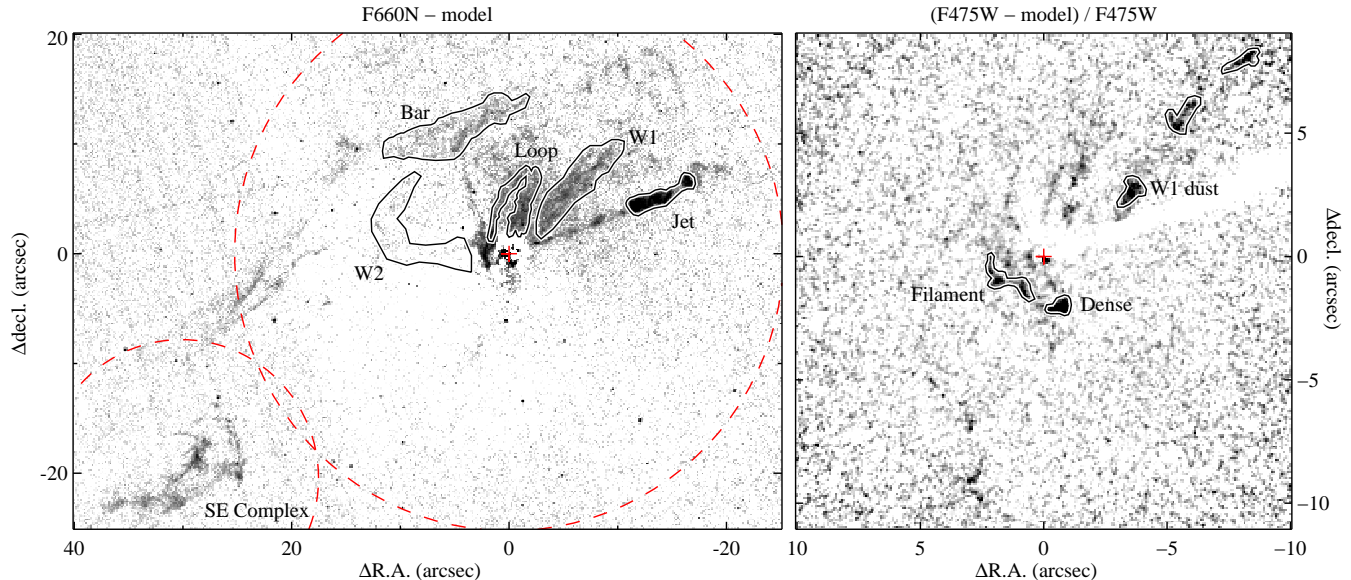 F660N − model
(F475W − model) / F475W
20
Bar
Loop
W1
Jet
W2
0
-20
SE Complex
Δdecl. (arcsec)
40
20
0
-20
ΔR.A. (arcsec)
W1 dust
Filament
Dense
5
0
−5
−10
Δdecl. (arcsec)
10
5
0
−5
−10
ΔR.A. (arcsec)